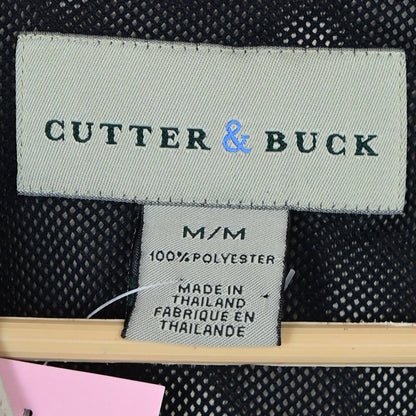 CUTTER & BUCK
M/M
100% POLYESTER
MADE IN
THAILAND
FABRIQUE EN
THAILANDE